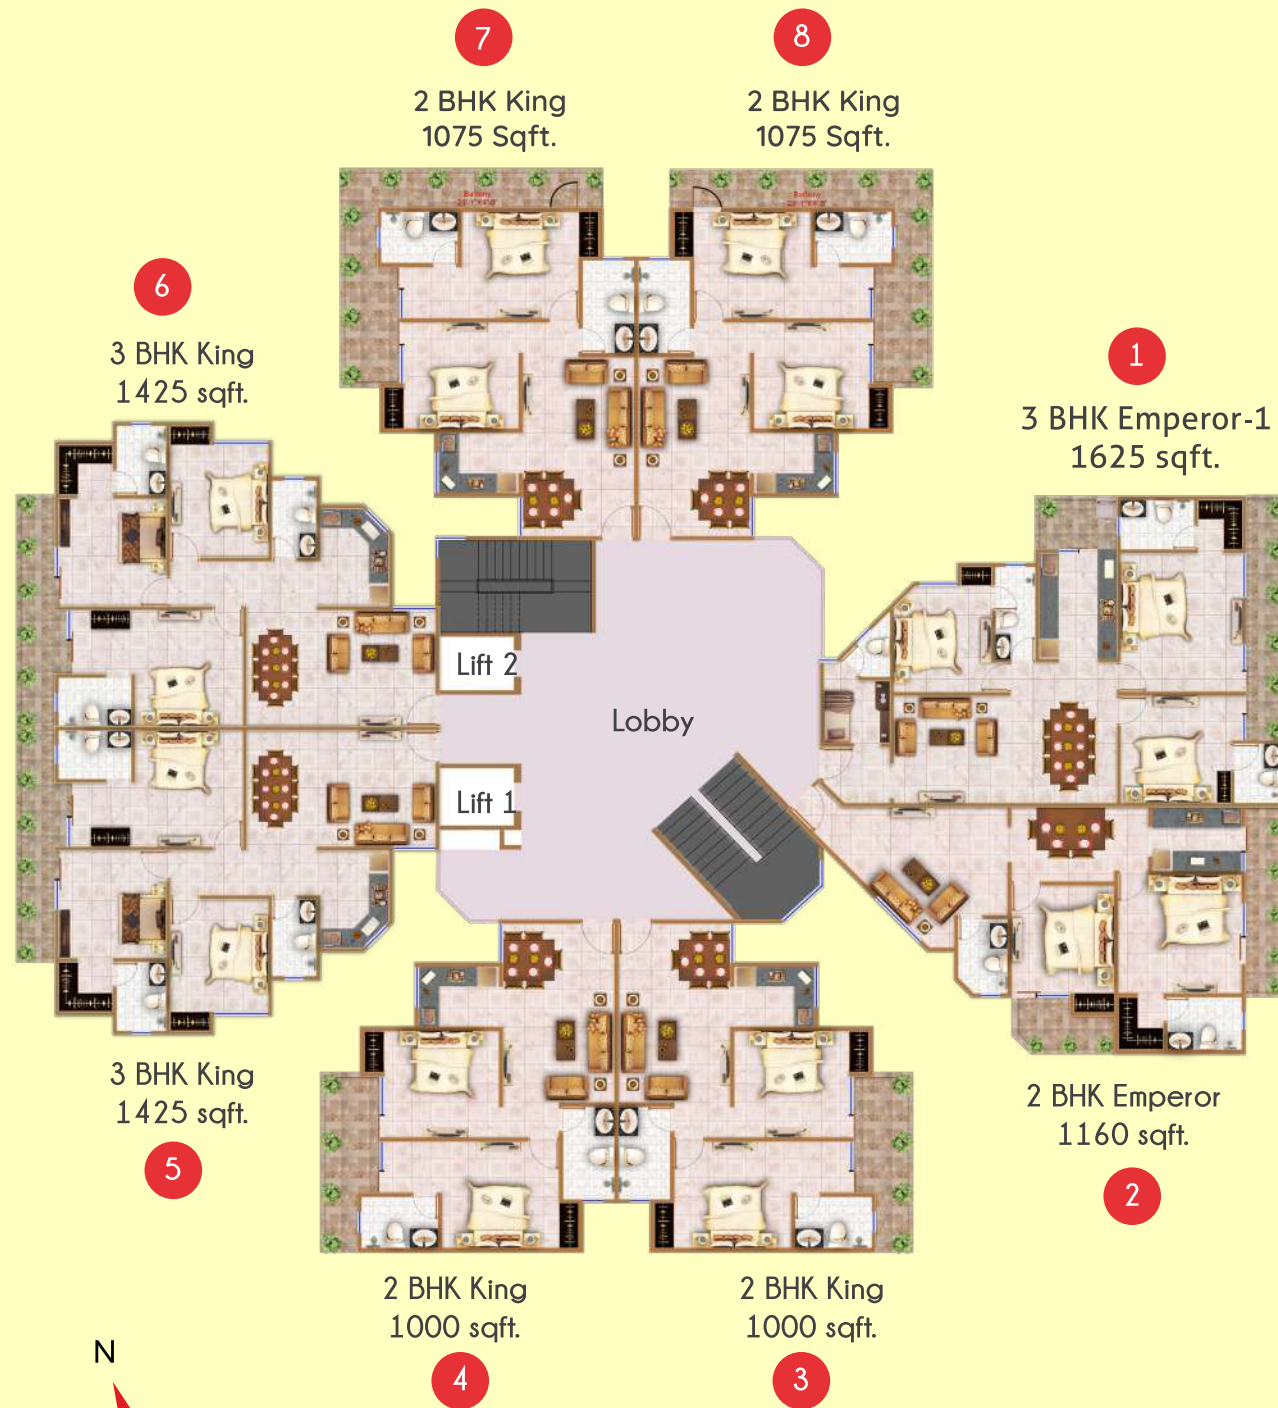 7
2 BHK King
1075 Sqft.
8
2 BHK King
1075 Sqft.
Balcony
Balcony
6
3 BHK King
1425 sqft.
1
3 BHK Emperor-1
1625 sqft.
Lift 2
Lobby
Lift 1
3 BHK King
1425 sqft.
5
2 BHK Emperor
1160 sqft.
2
2 BHK King
1000 sqft.
4
2 BHK King
1000 sqft.
3
N